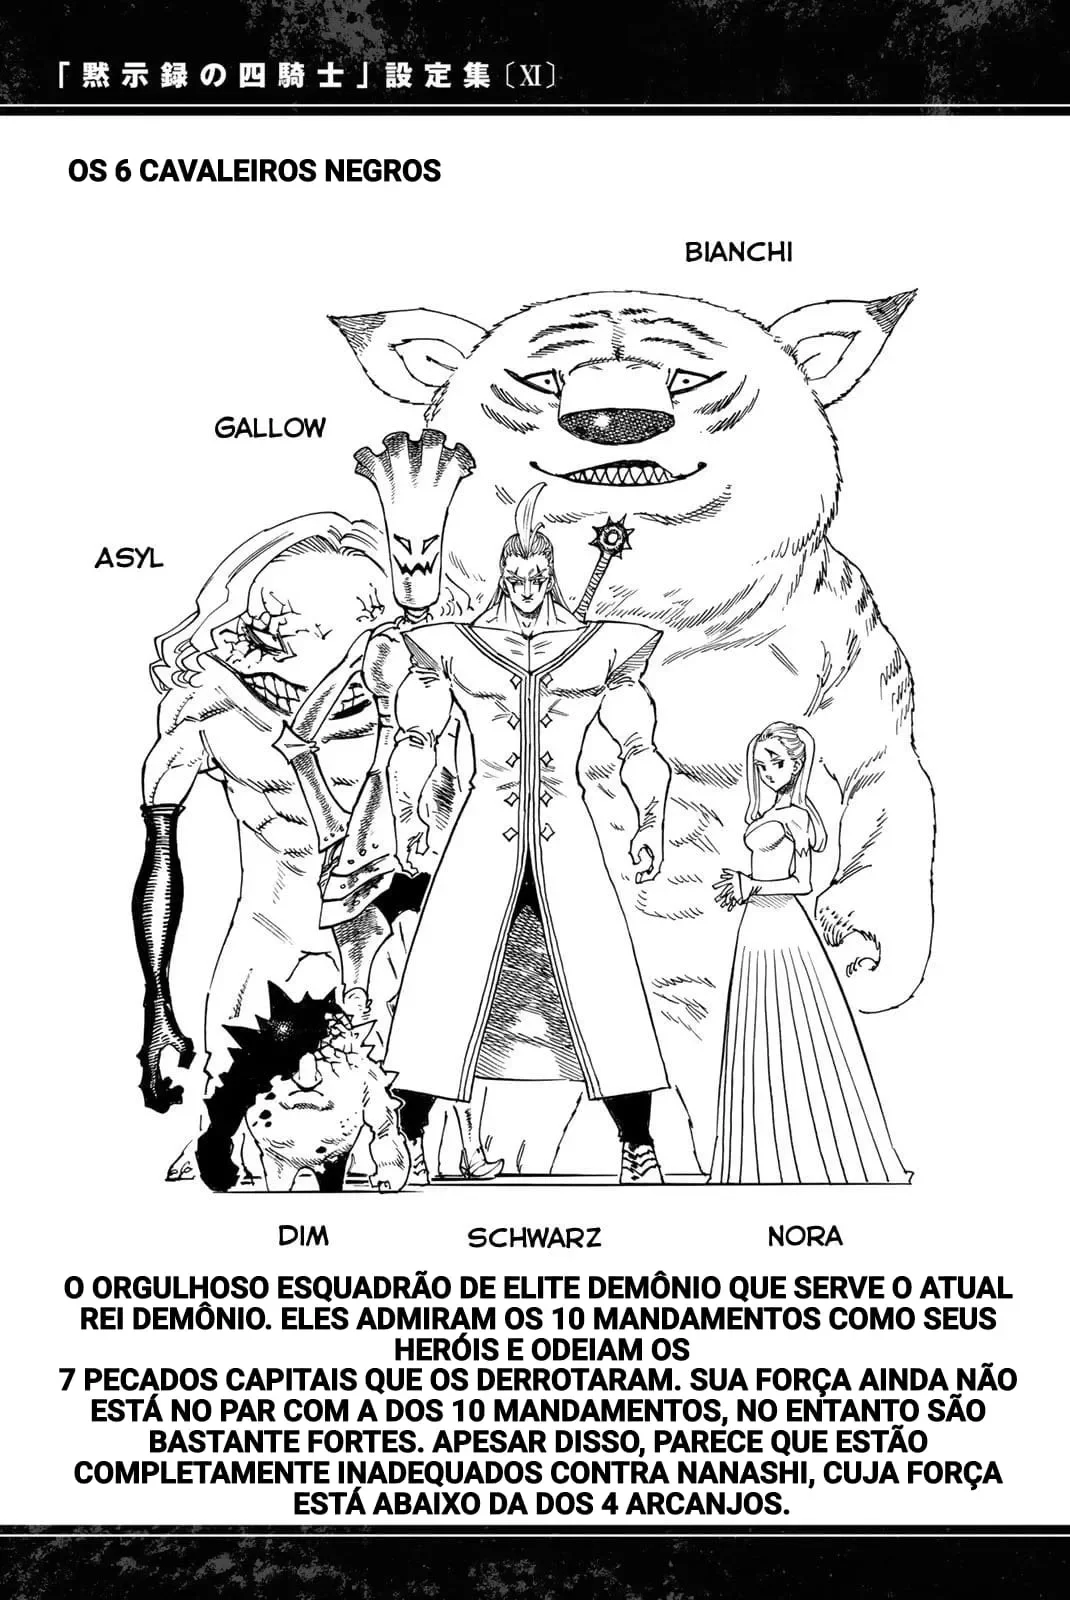 「黙示録の四騎士」設定集〔XI〕
OS 6 CAVALEIROS NEGROS
BIANCHI
GALLOW
ASYL
DIM
SCHWARZ
NORA
O ORGULHOSO ESQUADRÃO DE ELITE DEMÔNIO QUE SERVE O ATUAL
REI DEMÔNIO. ELES ADMIRAM OS 10 MANDAMENTOS COMO SEUS
HERÓIS E ODEIAM OS
7 PECADOS CAPITAIS QUE OS DERROTARAM. SUA FORÇA AINDA NÃO
ESTÁ NO PAR COM A DOS 10 MANDAMENTOS, NO ENTANTO SÃO
BASTANTE FORTES. APESAR DISSO, PARECE QUE ESTÃO
COMPLETAMENTE INADEQUADOS CONTRA NANASHI, CUJA FORÇA
ESTÁ ABAIXO DA DOS 4 ARCANJOS.